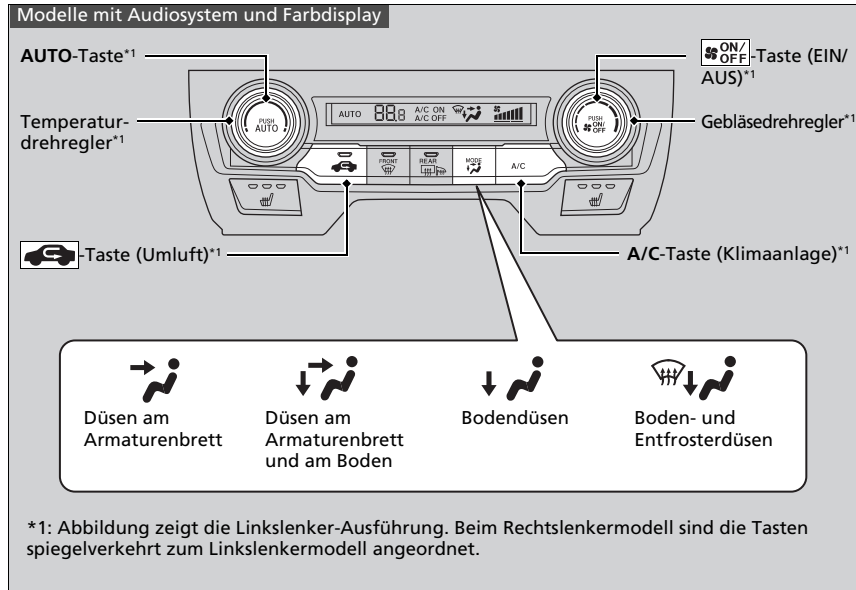 Modelle mit Audiosystem und Farbdisplay
AUTO-Taste*1
ON/OFF-Taste (EIN/
AUS)*1
Temperatur-
drehregler*1
Gebläsedrehregler*1
PUSH
AUTO
AUTO 88.8 A/C ON
A/C OFF
PUSH
ON/
OFF
FRONT
REAR
MODE
A/C
-Taste (Umluft)*1
A/C-Taste (Klimaanlage)*1
Düsen am
Armaturenbrett
Düsen am
Armaturenbrett
und am Boden
Bodendüsen
Boden- und
Entfrosterdüsen
*1: Abbildung zeigt die Linkslenker-Ausführung. Beim Rechtslenkermodell sind die Tasten
spiegelverkehrt zum Linkslenkermodell angeordnet.